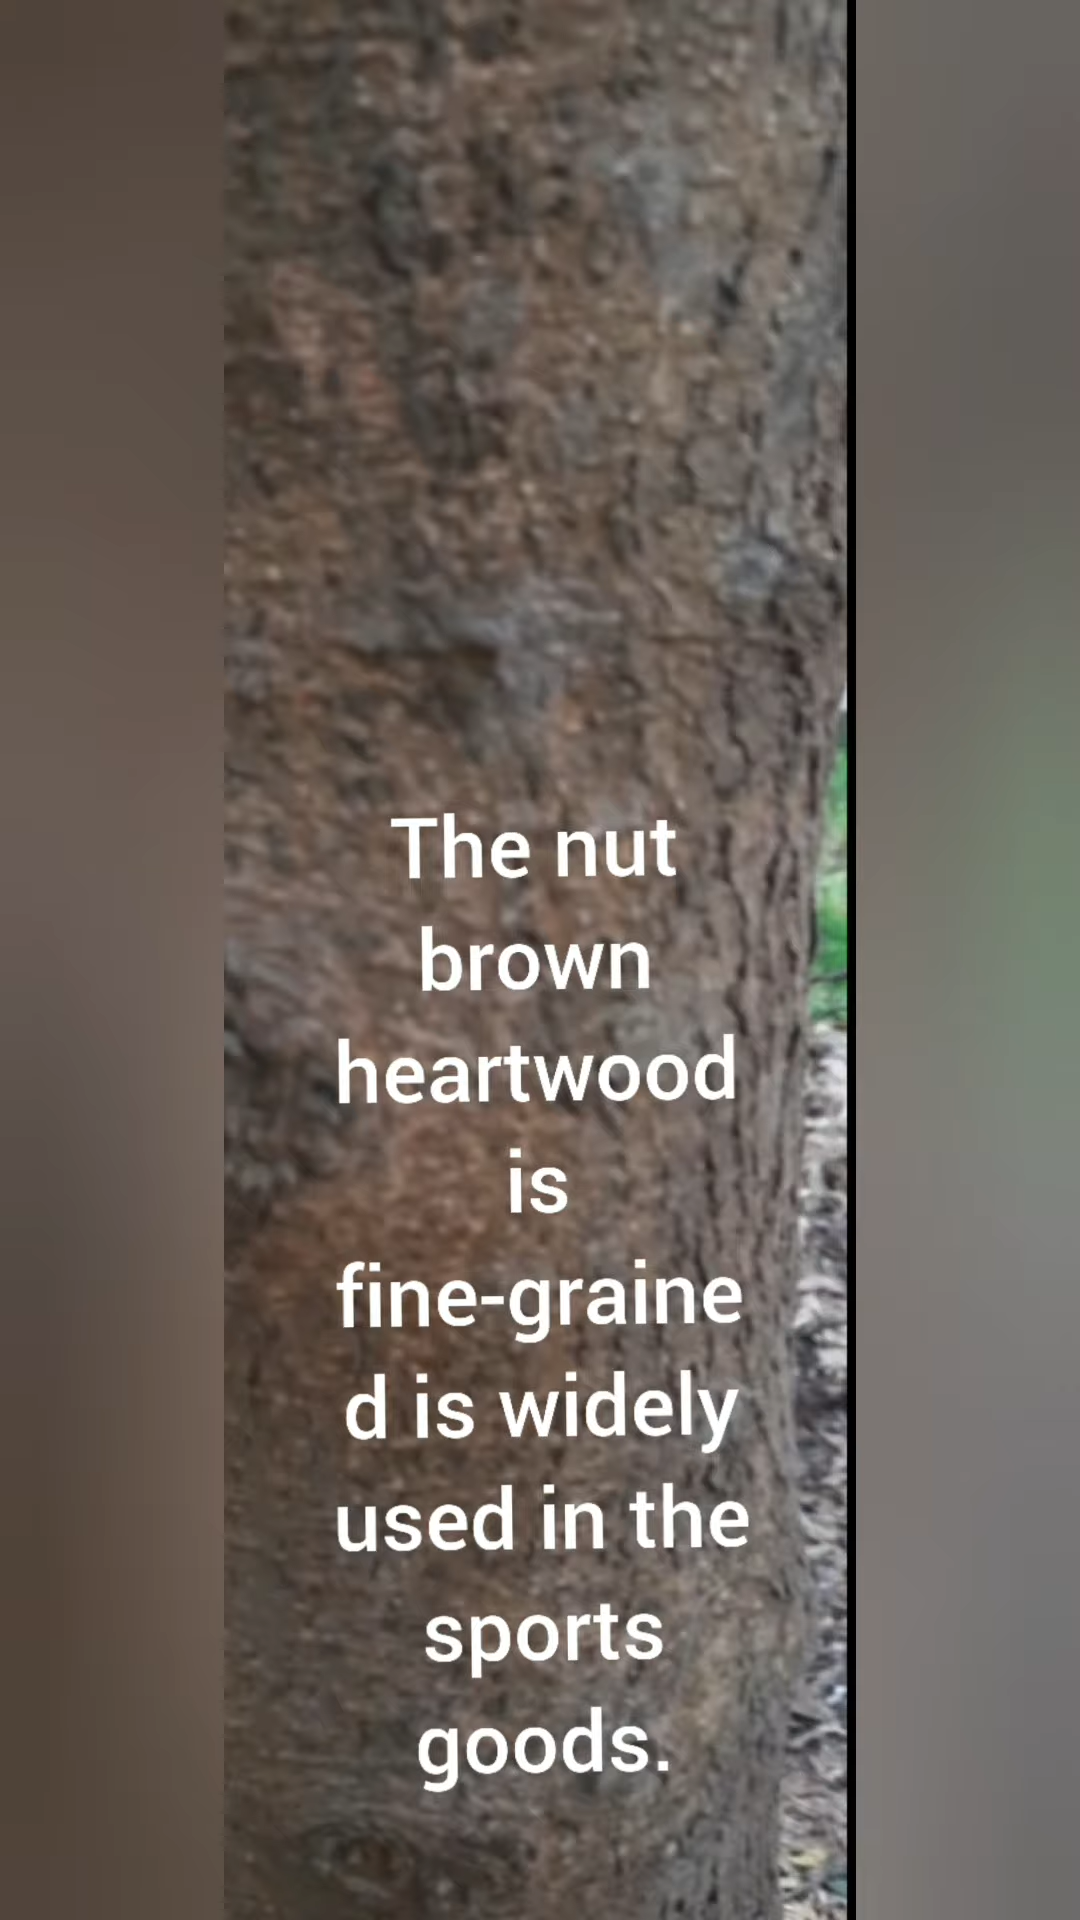 The nut
brown
heartwood
is
fine-graine
d is widely
used in the
sports
goods.